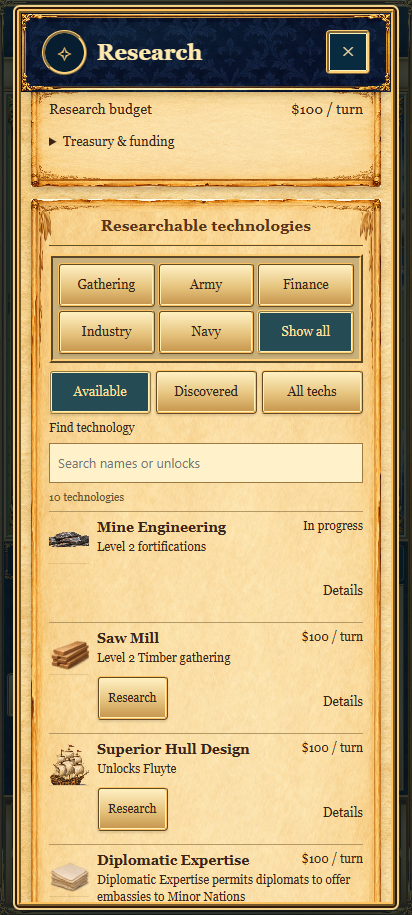 Research
×
Research budget $100 / turn
▶ Treasury & funding
Researchable technologies
Gathering Army Finance
Industry Navy Show all
Available Discovered All techs
Find technology
Search names or unlocks
10 technologies
Mine Engineering In progress
Level 2 fortifications
Details
Saw Mill $100 / turn
Level 2 Timber gathering
Research Details
Superior Hull Design $100 / turn
Unlocks Fluyte
Research Details
Diplomatic Expertise $100 / turn
Diplomatic Expertise permits diplomats to offer
embassies to Minor Nations